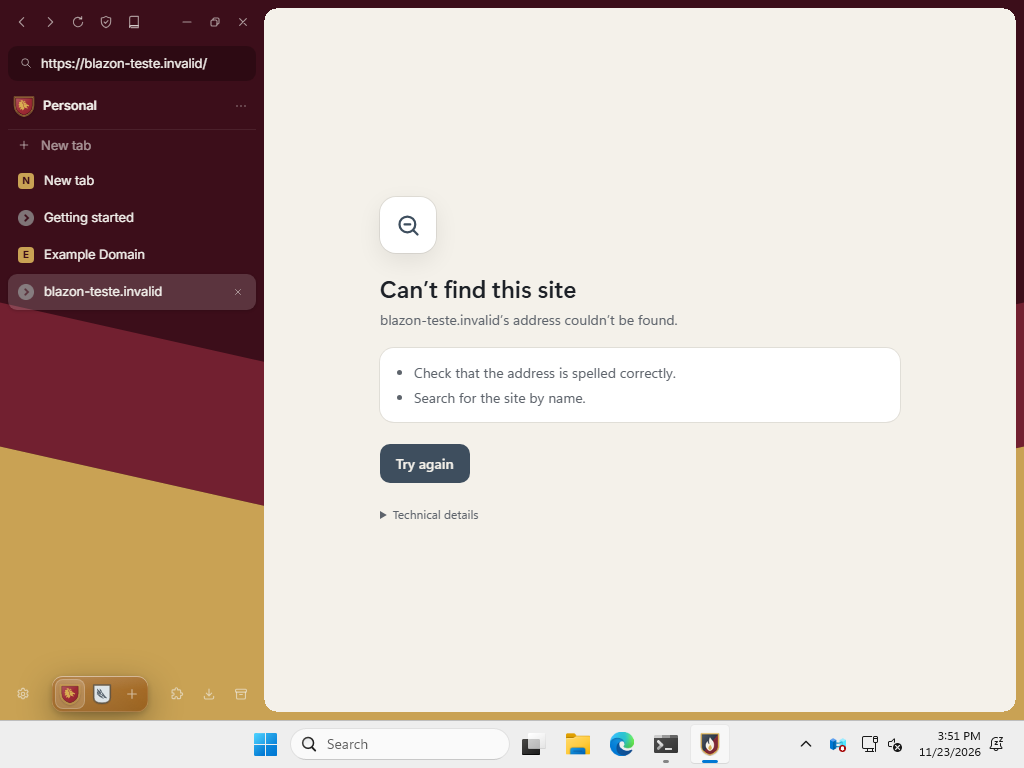 https://blazon-teste.invalid/
Personal
New tab
N New tab
Getting started
E Example Domain
blazon-teste.invalid
Can’t find this site
blazon-teste.invalid’s address couldn’t be found.
Check that the address is spelled correctly.
Search for the site by name.
Try again
Technical details
Search
3:51 PM
11/23/2026